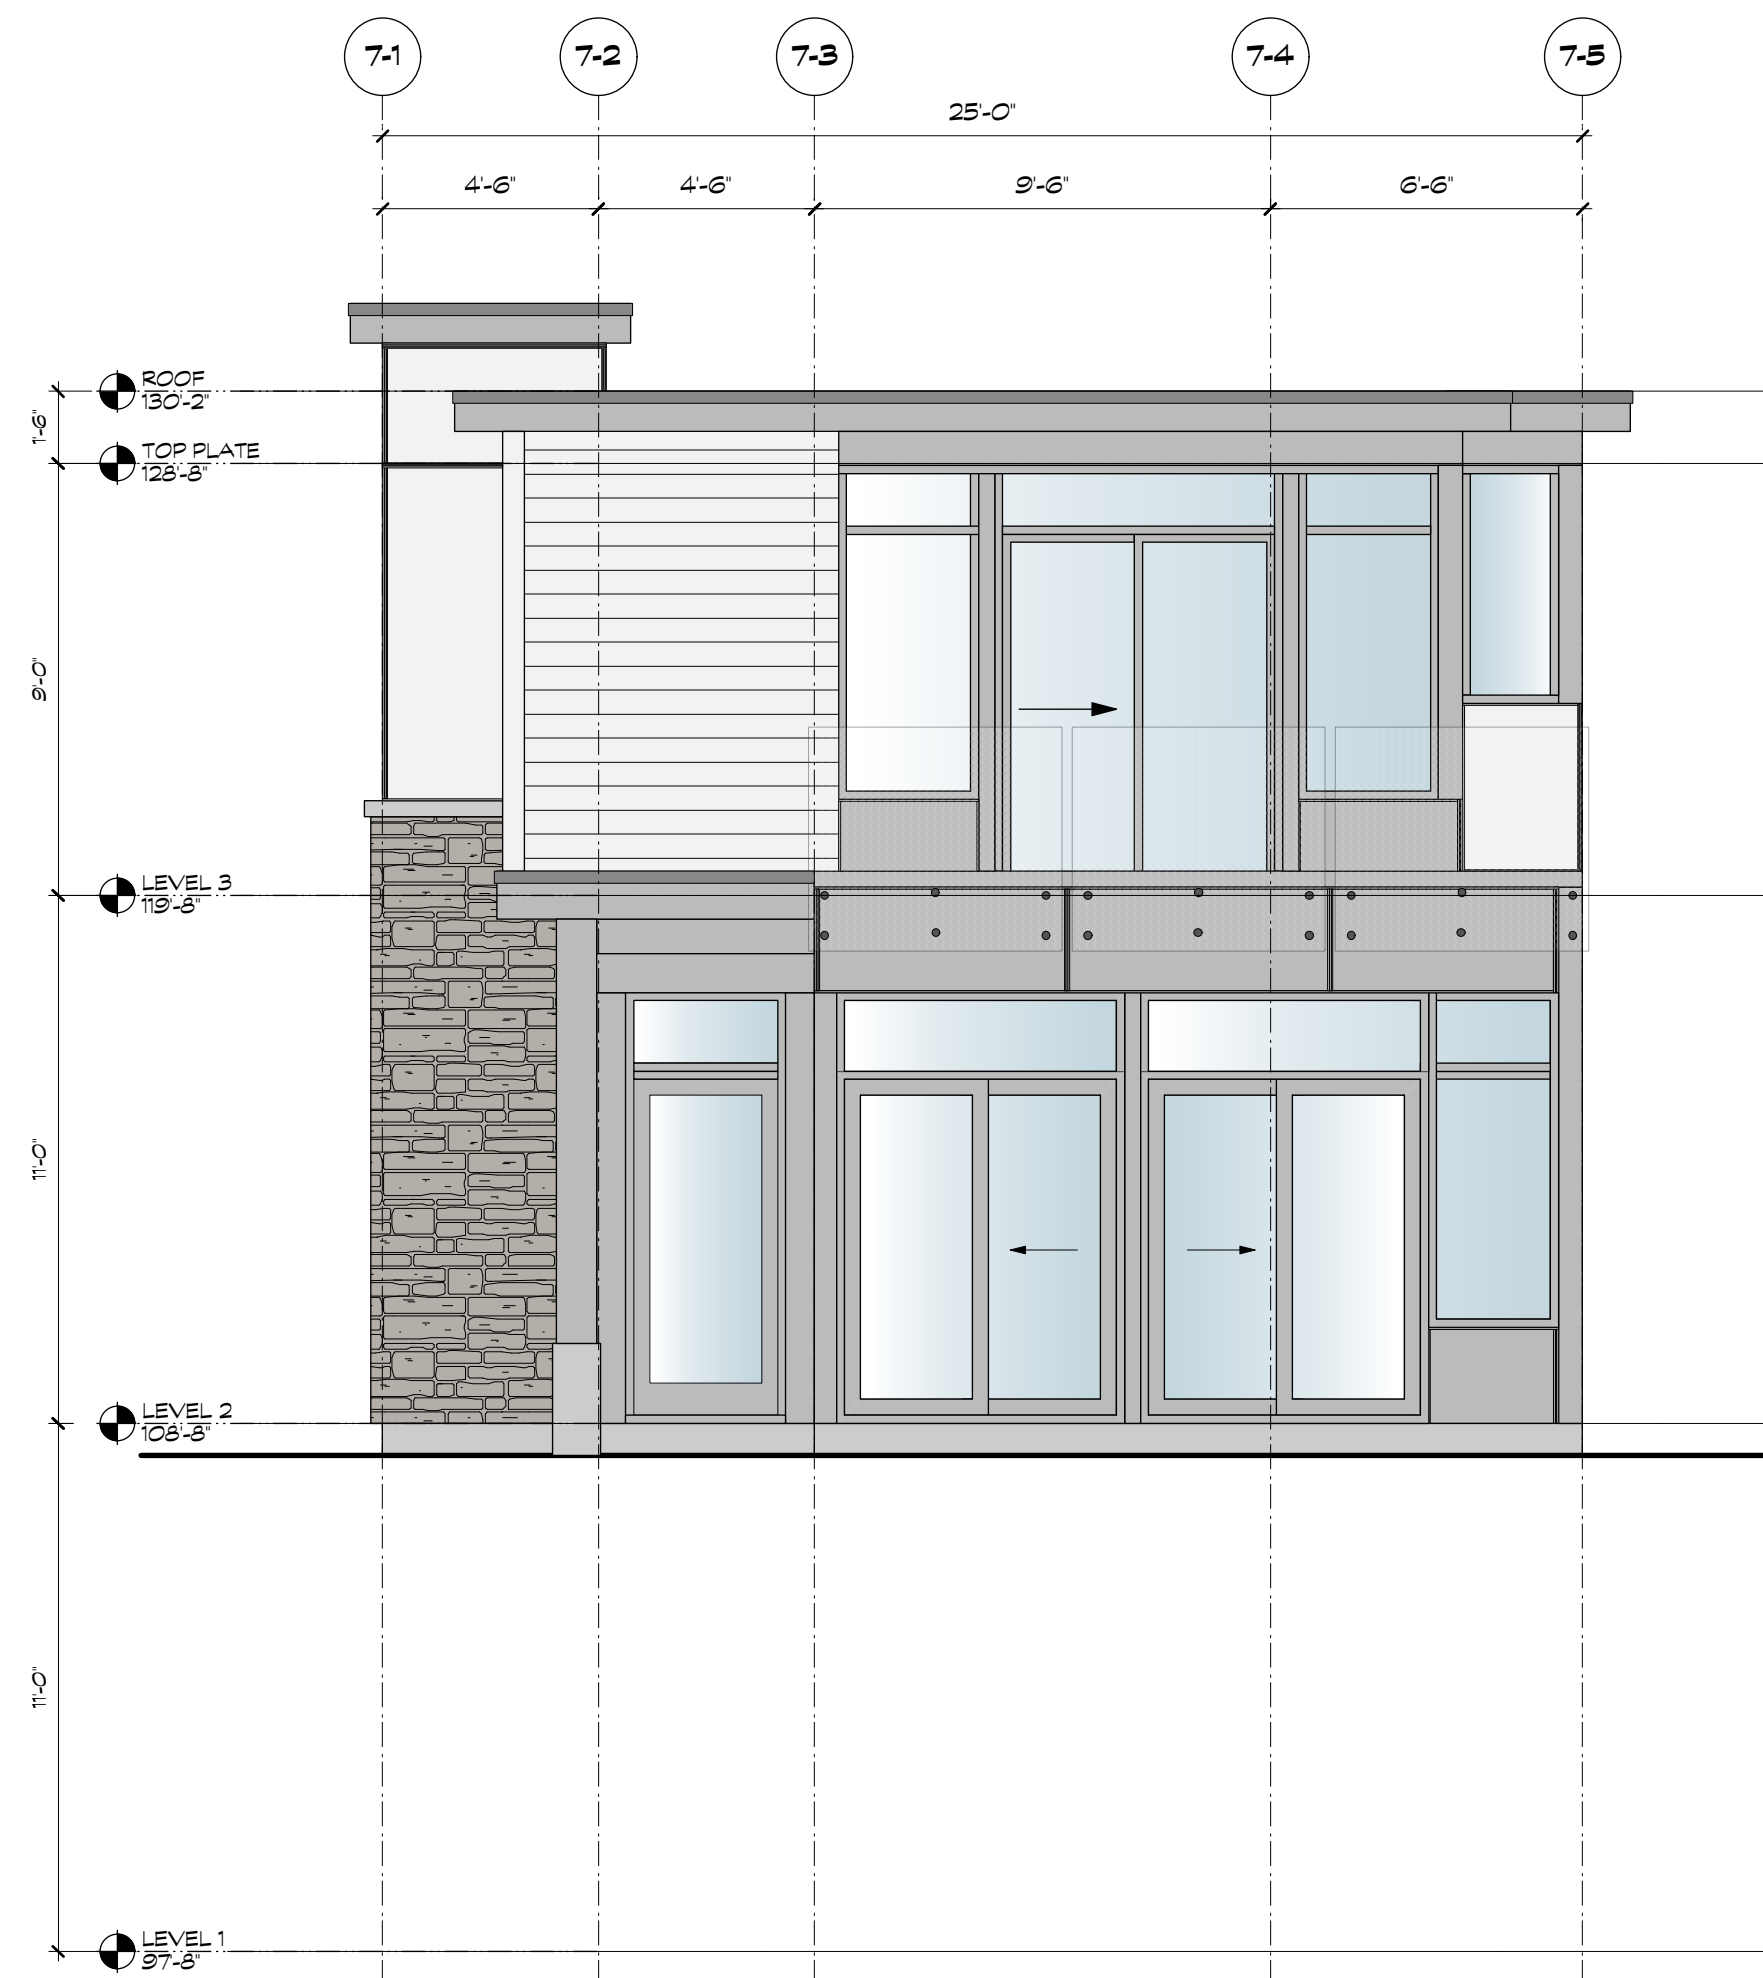 7-1 7-2 7-3 7-4 7-5
25'-0"
4'-6" 4'-6" 9'-6" 6'-6"
ROOF
130'-2"
1'-6"
TOP PLATE
128'-8"
9'-0"
LEVEL 3
119'-8"
11'-0"
LEVEL 2
108'-8"
11'-0"
LEVEL 1
97'-8"